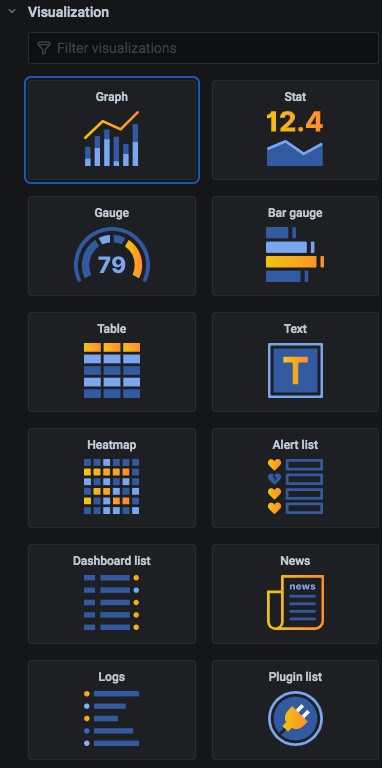 Visualization
Filter visualizations
Graph
Stat
12.4
Gauge
79
Bar gauge
Table
Text
T
Heatmap
Alert list
Dashboard list
News
news
Logs
Plugin list